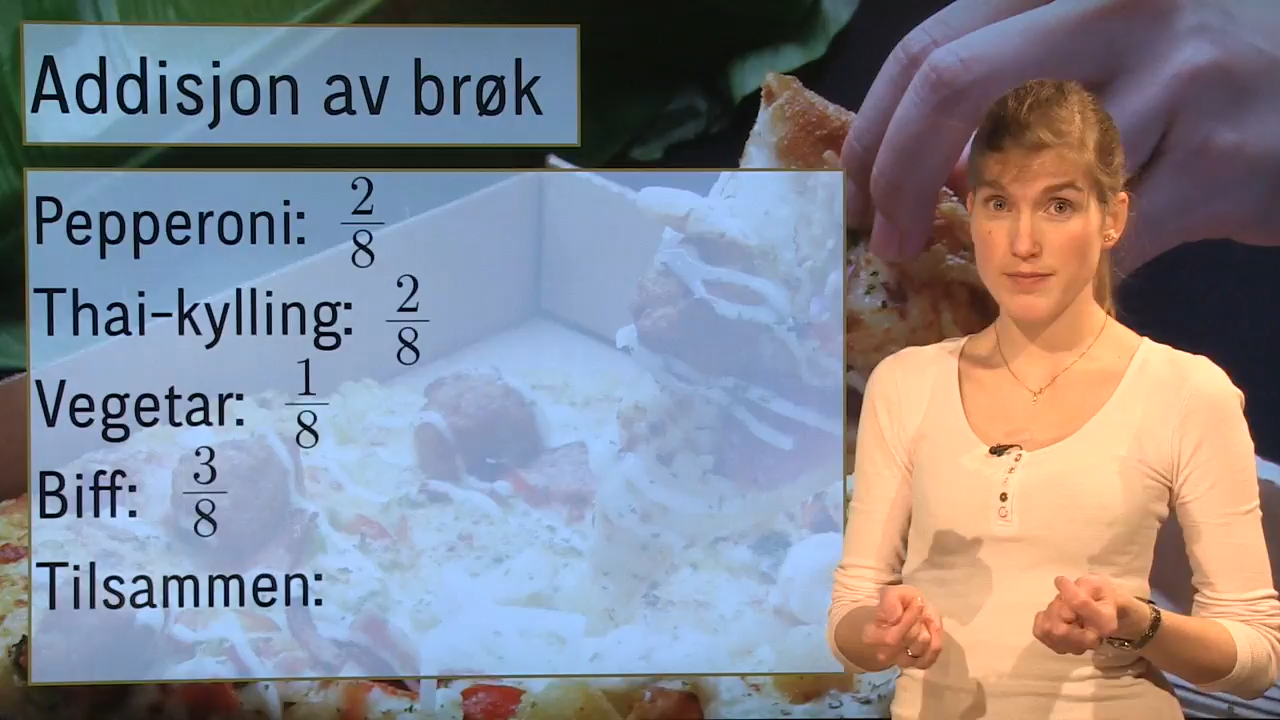 Addisjon av brøk
Pepperoni: 2/8
Thai-kylling: 2/8
Vegetar: 1/8
Biff: 3/8
Tilsammen: